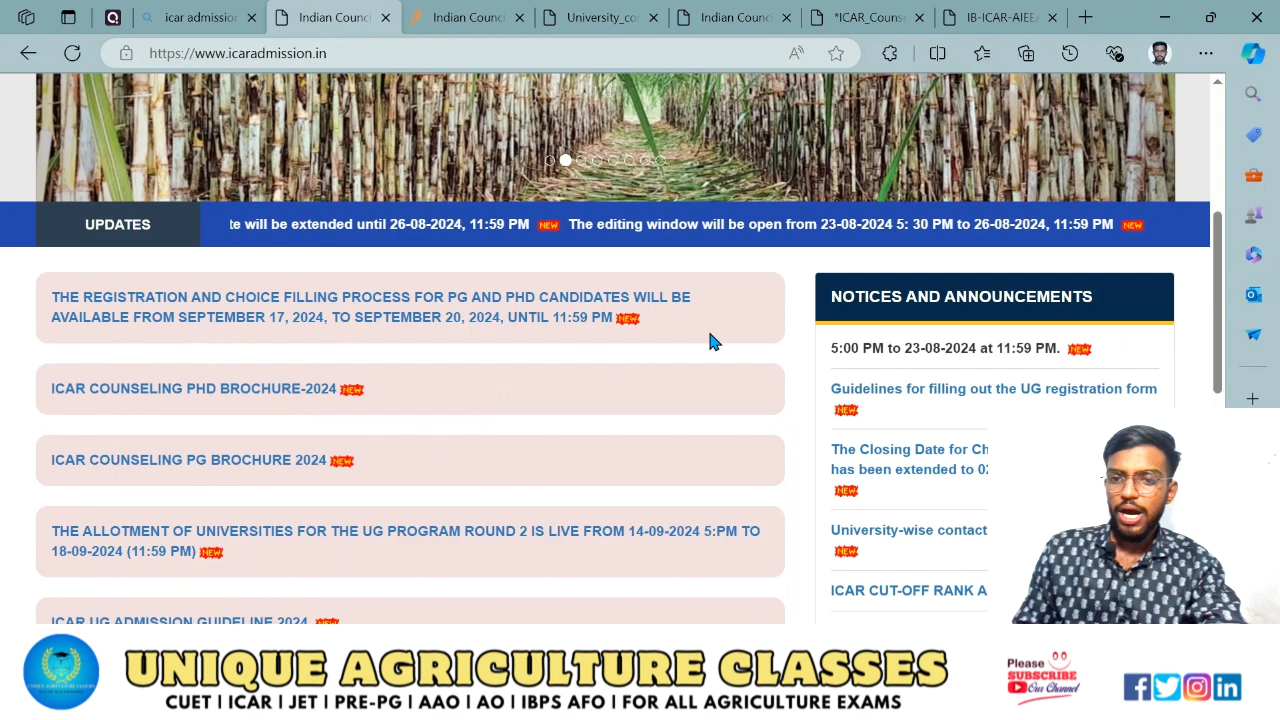 icar admission
Indian Counc
Indian Counci
University_co
Indian Counc
*ICAR_Couns
IB-ICAR-AIEE
https://www.icaradmission.in
UPDATES
te will be extended until 26-08-2024, 11:59 PM NEW The editing window will be open from 23-08-2024 5: 30 PM to 26-08-2024, 11:59 PM NEW
THE REGISTRATION AND CHOICE FILLING PROCESS FOR PG AND PHD CANDIDATES WILL BE
AVAILABLE FROM SEPTEMBER 17, 2024, TO SEPTEMBER 20, 2024, UNTIL 11:59 PM NEW
ICAR COUNSELING PHD BROCHURE-2024 NEW
ICAR COUNSELING PG BROCHURE 2024 NEW
THE ALLOTMENT OF UNIVERSITIES FOR THE UG PROGRAM ROUND 2 IS LIVE FROM 14-09-2024 5:PM TO
18-09-2024 (11:59 PM) NEW
ICAR UG ADMISSION GUIDELINE 2024 NEW
NOTICES AND ANNOUNCEMENTS
5:00 PM to 23-08-2024 at 11:59 PM. NEW
Guidelines for filling out the UG registration form
NEW
The Closing Date for Ch
has been extended to 02
NEW
University-wise contact
NEW
ICAR CUT-OFF RANK A
UNIQUE AGRICULTURE CLASSES
CUET | ICAR | JET | PRE-PG | AAO | AO | IBPS AFO | FOR ALL AGRICULTURE EXAMS
Please
SUBSCRIBE
Our Channel